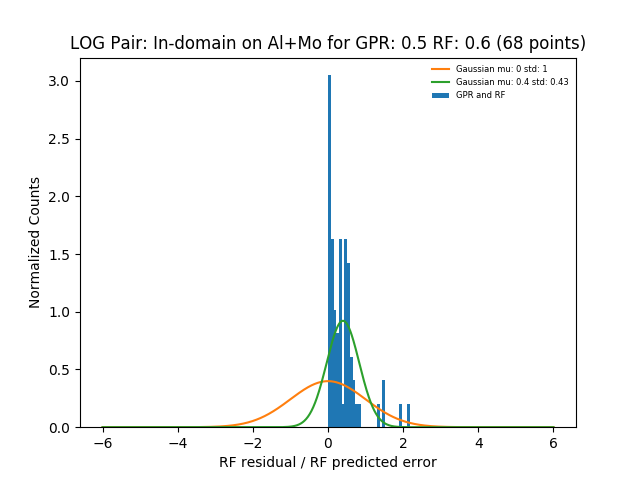 LOG Pair: In-domain on Al+Mo for GPR: 0.5 RF: 0.6 (68 points)
Gaussian mu: 0 std: 1
Gaussian mu: 0.4 std: 0.43
GPR and RF
Normalized Counts
3.0
2.5
2.0
1.5
1.0
0.5
0.0
−6 −4 −2 0 2 4 6
RF residual / RF predicted error